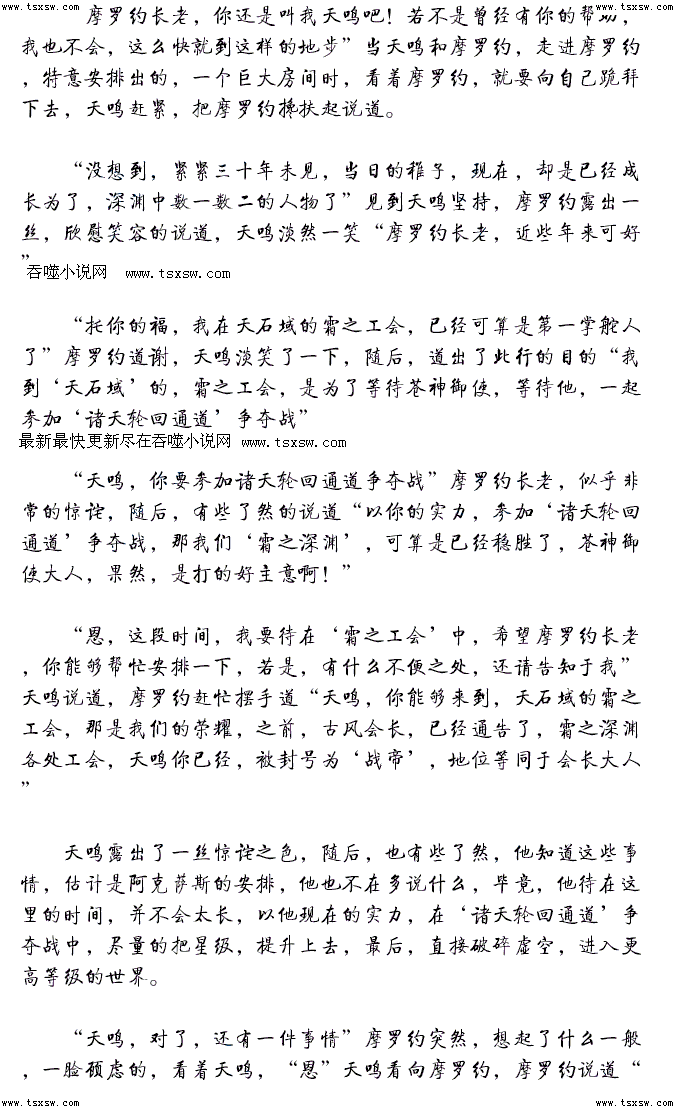 www.tsxsw.com www.tsxsw.com www.tsxsw.com www.tsxsw.com
摩罗约长老，你还是叫我天鸣吧！若不是曾经有你的帮助，
我也不会，这么快就到这样的地步”当天鸣和摩罗约，走进摩罗约
，特意安排出的，一个巨大房间时，看着摩罗约，就要向自己跪拜
下去，天鸣赶紧，把摩罗约搀扶起说道。
“没想到，紧紧三十年未见，当日的稚子，现在，却是已经成
长为了，深渊中数一数二的人物了”见到天鸣坚持，摩罗约露出一
丝，欣慰笑容的说道，天鸣淡然一笑“摩罗约长老，近些年来可好
”
吞噬小说网 www.tsxsw.com
“托你的福，我在天石域的霜之工会，已经可算是第一掌舵人
了”摩罗约道谢，天鸣淡笑了一下，随后，道出了此行的目的“我
到‘天石域’的，霜之工会，是为了等待苍神御使，等待他，一起
参加‘诸天轮回通道’争夺战”
最新最快更新尽在吞噬小说网 www.tsxsw.com
“天鸣，你要参加诸天轮回通道争夺战”摩罗约长老，似乎非
常的惊诧，随后，有些了然的说道“以你的实力，参加‘诸天轮回
通道’争夺战，那我们‘霜之深渊’，可算是已经稳胜了，苍神御
使大人，果然，是打的好主意啊！”
“恩，这段时间，我要待在‘霜之工会’中，希望摩罗约长老
，你能够帮忙安排一下，若是，有什么不便之处，还请告知于我”
天鸣说道，摩罗约赶忙摆手道“天鸣，你能够来到，天石域的霜之
工会，那是我们的荣耀，之前，古风会长，已经通告了，霜之深渊
各处工会，天鸣你已经，被封号为‘战帝’，地位等同于会长大人
”
天鸣露出了一丝惊诧之色，随后，也有些了然，他知道这些事
情，估计是阿克萨斯的安排，他也不在多说什么，毕竟，他待在这
里的时间，并不会太长，以他现在的实力，在‘诸天轮回通道’争
夺战中，尽量的把星级，提升上去，最后，直接破碎虚空，进入更
高等级的世界。
“天鸣，对了，还有一件事情”摩罗约突然，想起了什么一般
，一脸顾虑的，看着天鸣，“恩”天鸣看向摩罗约，摩罗约说道“
www.tsxsw.com www.tsxsw.com www.tsxsw.com www.tsxsw.com